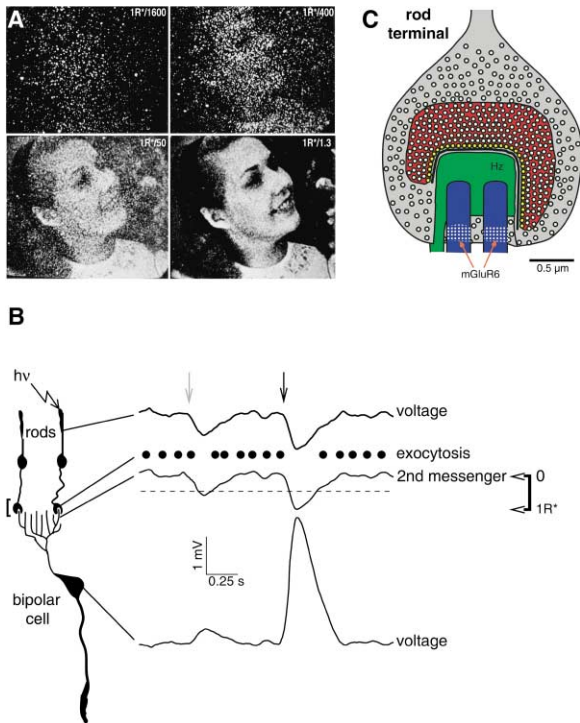 A
1R*/1600
1R*/400
1R*/50
1R*/1.3
C
rod
terminal
Hz
mGluR6
0.5 µm
B
hν
rods
voltage
exocytosis
2nd messenger
0
1R*
1 mV
0.25 s
bipolar
cell
voltage